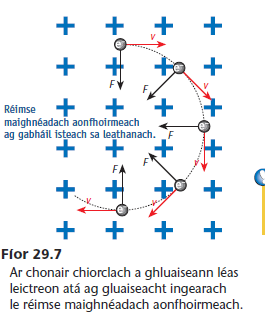 v
F
v
F
Réimse
maighnéadach aonfhoirmeach
ag gabháil isteach sa leathanach.
F
v
F
F
v
v
Fíor 29.7
Ar chonair chiorclach a ghluaiseann léas
leictreon atá ag gluaiseacht ingearach
le réimse maighnéadach aonfhoirmeach.